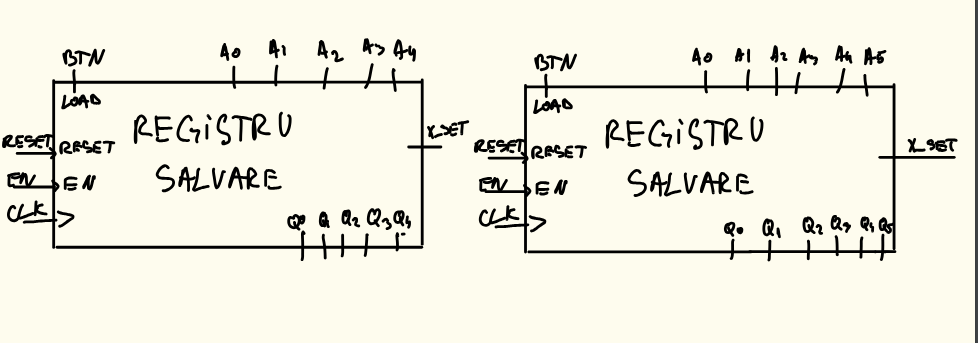 BTN A0 A1 A2 A3 A4
LOAD
REGISTRU
RESET RESET
X_SET
SALVARE
EN EN
CLK
Q0 Q1 Q2 Q3 Q4
BTN A0 A1 A2 A3 A4 A5
LOAD
REGISTRU
RESET RESET
X_SET
SALVARE
EN EN
CLK
Q0 Q1 Q2 Q3 Q4 Q5